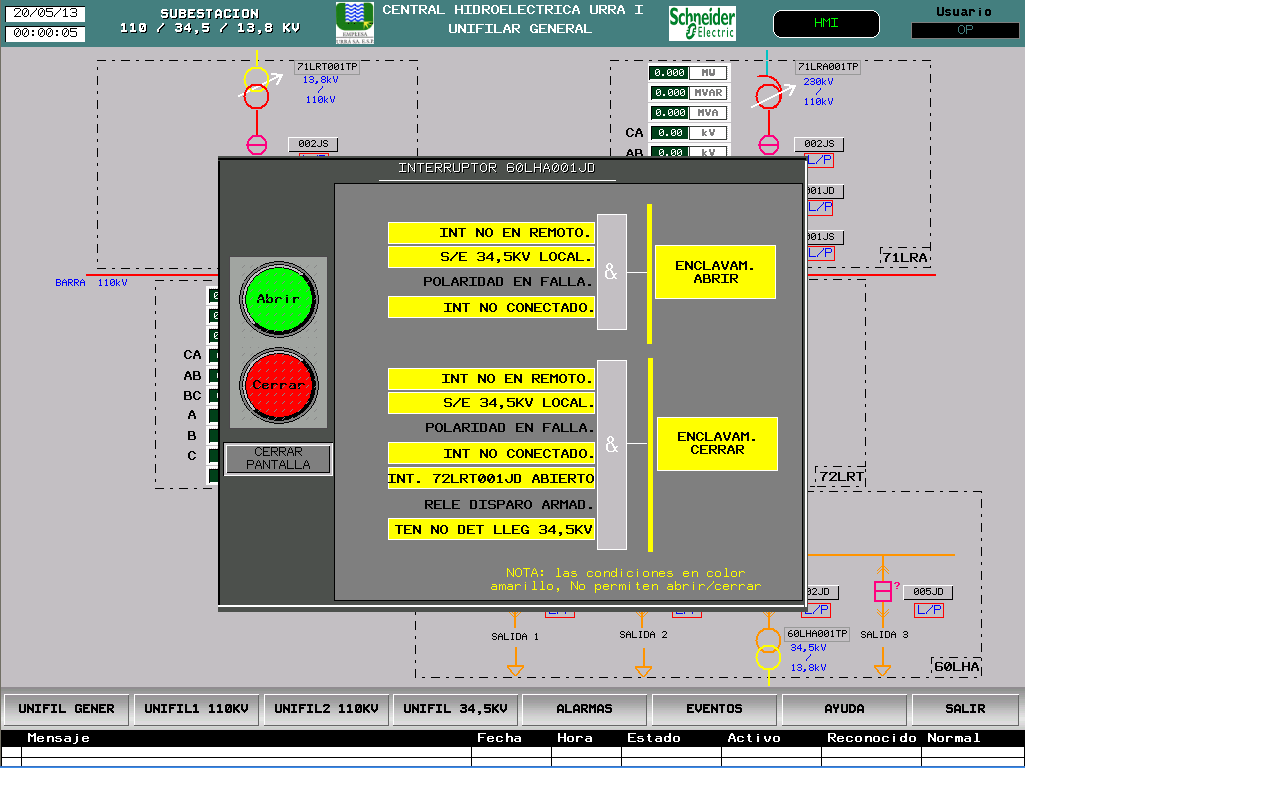 20/05/13
00:00:05
SUBESTACION
110 / 34,5 / 13,8 KV
EMPRESA
URRA S.A. E.S.P.
CENTRAL HIDROELECTRICA URRA I
UNIFILAR GENERAL
Schneider
Electric
HMI
Usuario
OP
71LRT001TP
13,8kV
/
110kV
002JS
0.000 MW
0.000 MVAR
0.000 MVA
CA 0.00 kV
AB 0.00 kV
71LRA001TP
230kV
/
110kV
002JS
L/P
001JD
L/P
001JS
L/P
71LRA
BARRA 110kV
CA
AB
BC
A
B
C
INTERRUPTOR 60LHA001JD
Abrir
Cerrar
CERRAR
PANTALLA
INT NO EN REMOTO.
S/E 34,5KV LOCAL.
POLARIDAD EN FALLA.
INT NO CONECTADO.
&
ENCLAVAM.
ABRIR
INT NO EN REMOTO.
S/E 34,5KV LOCAL.
POLARIDAD EN FALLA.
INT NO CONECTADO.
INT. 72LRT001JD ABIERTO
RELE DISPARO ARMAD.
TEN NO DET LLEG 34,5KV
&
ENCLAVAM.
CERRAR
NOTA: las condiciones en color
amarillo, No permiten abrir/cerrar
72LRT
02JD
L/P
?
005JD
L/P
SALIDA 1
SALIDA 2
60LHA001TP
34,5kV
/
13,8kV
SALIDA 3
60LHA
UNIFIL GENER
UNIFIL1 110KV
UNIFIL2 110KV
UNIFIL 34,5KV
ALARMAS
EVENTOS
AYUDA
SALIR
Mensaje Fecha Hora Estado Activo Reconocido Normal